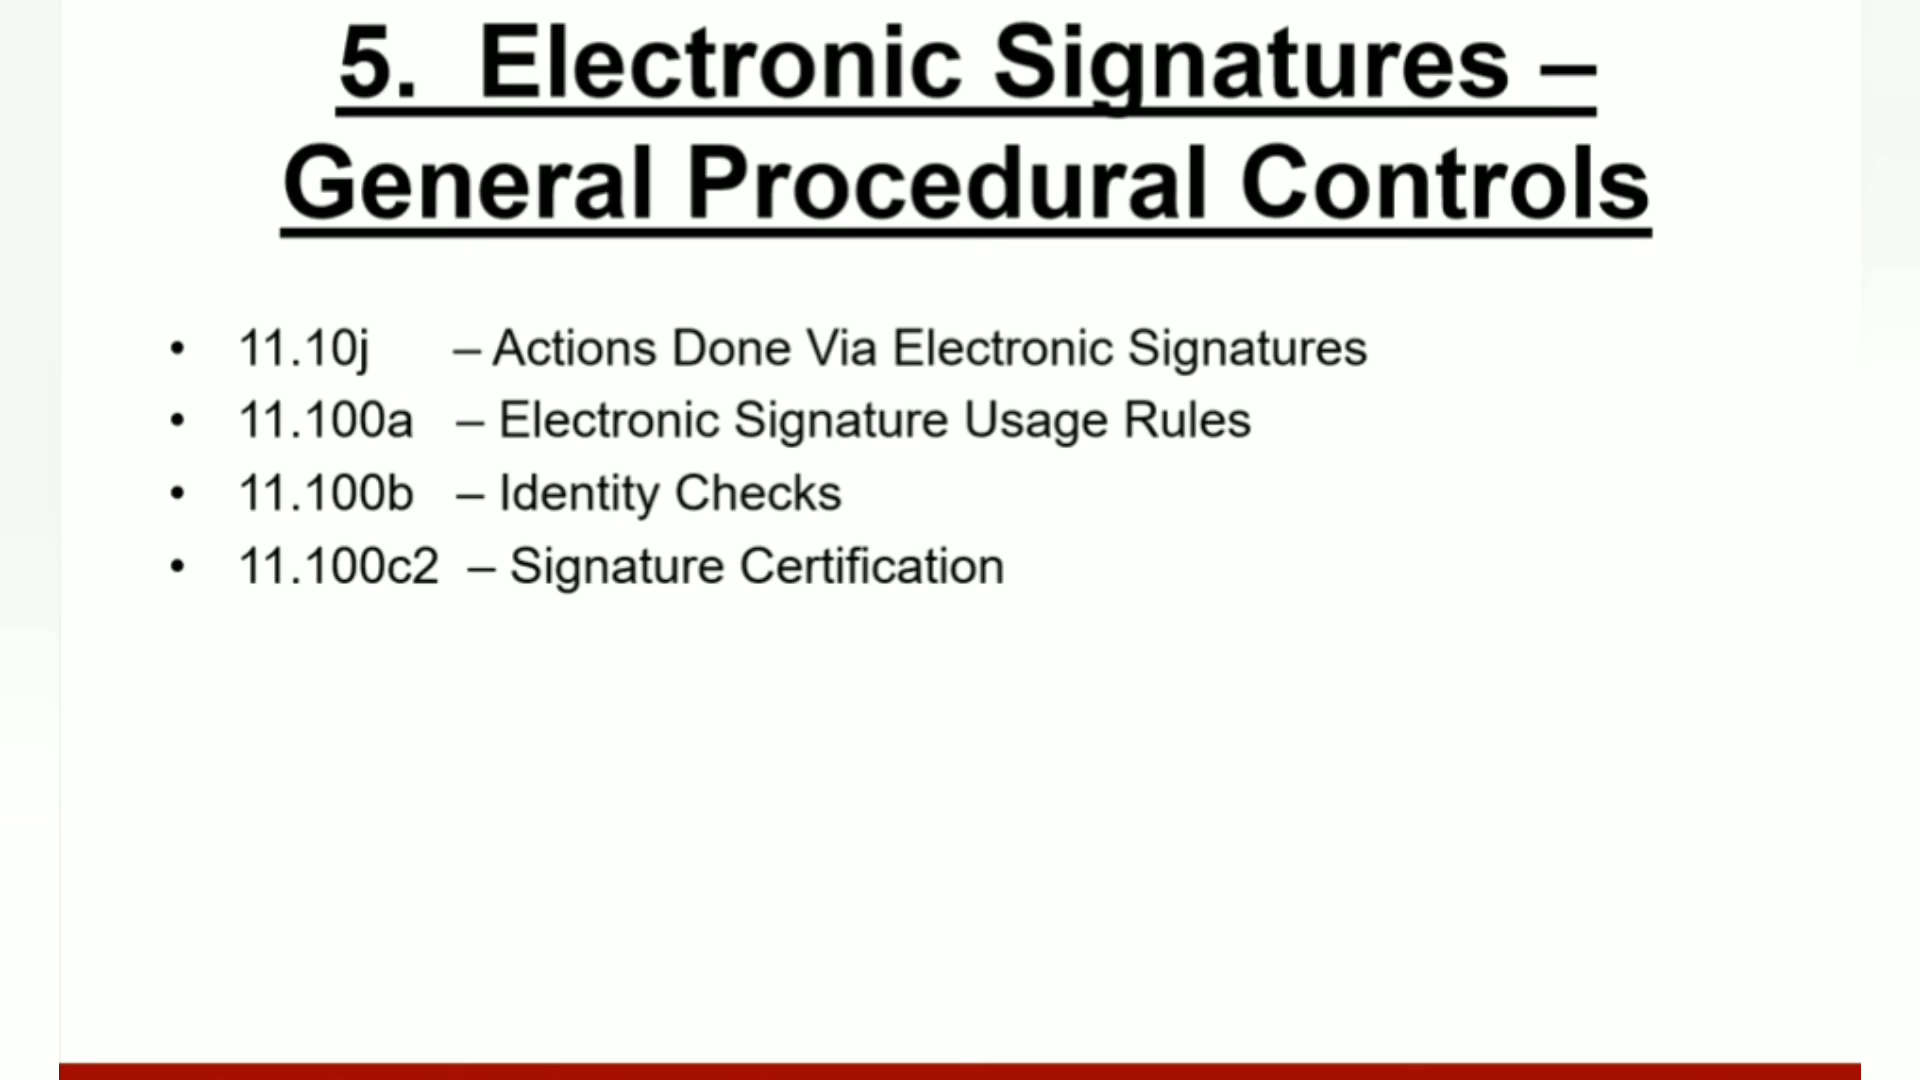 5. Electronic Signatures –
General Procedural Controls
• 11.10j – Actions Done Via Electronic Signatures
• 11.100a – Electronic Signature Usage Rules
• 11.100b – Identity Checks
• 11.100c2 – Signature Certification